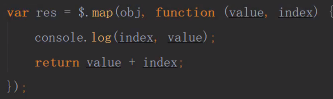 var res = $.map(obj, function (value, index) {
    console.log(index, value);
    return value + index;
});